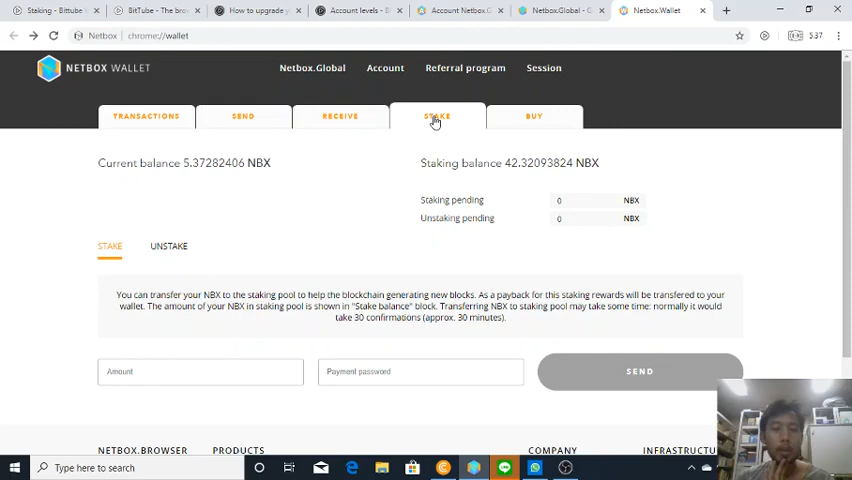 Staking - Bittube
BitTube - The bro
How to upgrade y
Account levels - B
Account Netbox.G
Netbox.Global - G
Netbox.Wallet
Netbox
chrome://wallet
5.37
NETBOX WALLET
Netbox.Global
Account
Referral program
Session
TRANSACTIONS
SEND
RECEIVE
STAKE
BUY
Current balance 5.37282406 NBX
Staking balance 42.32093824 NBX
Staking pending
0
NBX
Unstaking pending
0
NBX
STAKE
UNSTAKE
You can transfer your NBX to the staking pool to help the blockchain generating new blocks. As a payback for this staking rewards will be transfered to your
wallet. The amount of your NBX in staking pool is shown in "Stake balance" block. Transferring NBX to staking pool may take some time: normally it would
take 30 confirmations (approx. 30 minutes).
Amount
Payment password
SEND
NETBOX.BROWSER
PRODUCTS
COMPANY
INFRASTRUCTU
Type here to search